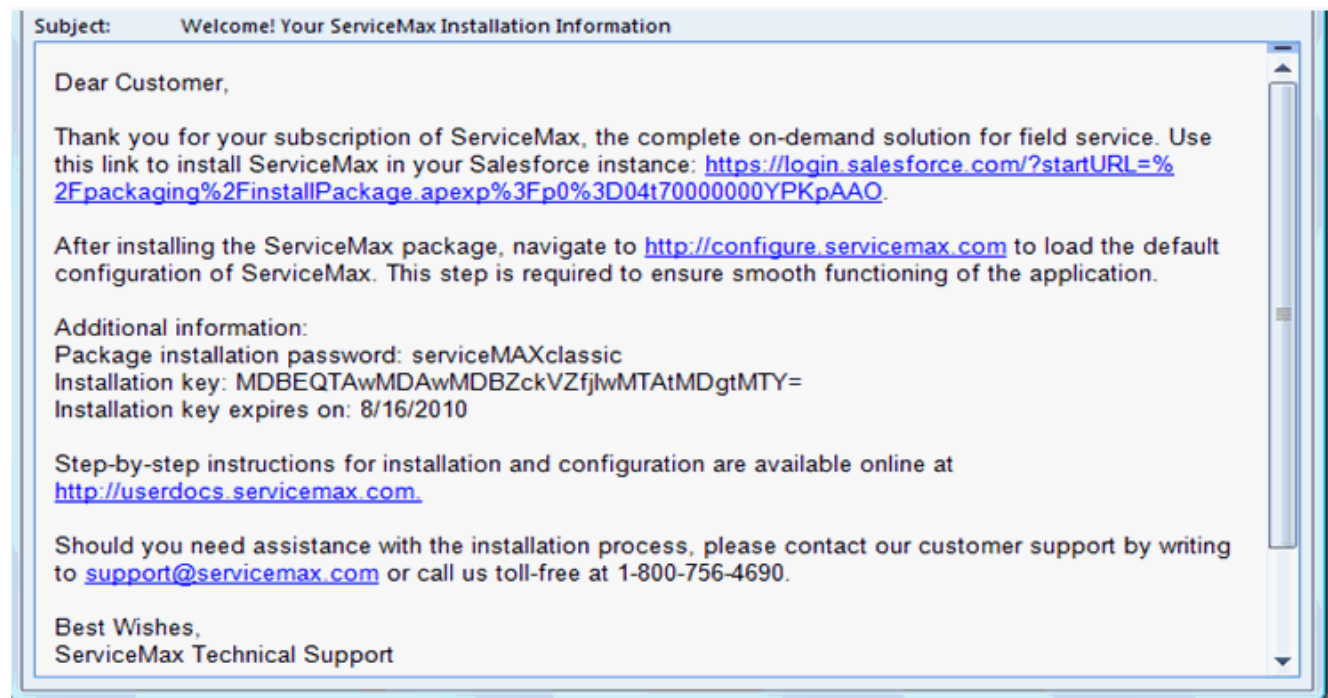 Subject: Welcome! Your ServiceMax Installation Information
Dear Customer,
Thank you for your subscription of ServiceMax, the complete on-demand solution for field service. Use
this link to install ServiceMax in your Salesforce instance: https://login.salesforce.com/?startURL=%
2Fpackaging%2FinstallPackage.apexp%3Fp0%3D04t70000000YPKpAAO.
After installing the ServiceMax package, navigate to http://configure.servicemax.com to load the default
configuration of ServiceMax. This step is required to ensure smooth functioning of the application.
Additional information:
Package installation password: serviceMAXclassic
Installation key: MDBEQTAwMDAwMDBZckVZfjIwMTAtMDgtMTY=
Installation key expires on: 8/16/2010
Step-by-step instructions for installation and configuration are available online at
http://userdocs.servicemax.com.
Should you need assistance with the installation process, please contact our customer support by writing
to support@servicemax.com or call us toll-free at 1-800-756-4690.
Best Wishes,
ServiceMax Technical Support